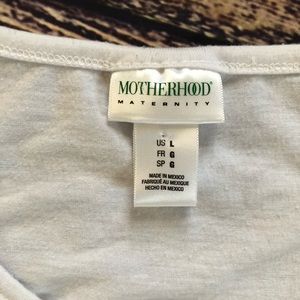 MOTHERHOOD®
MATERNITY
US L
FR G
SP G
MADE IN MEXICO
FABRIQUÉ AU MEXIQUE
HECHO EN MEXICO